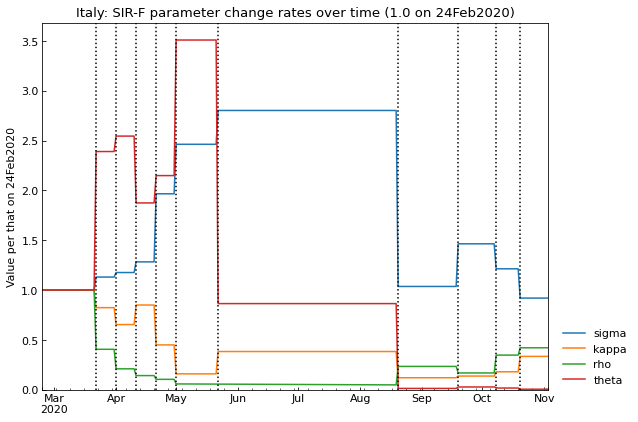 Italy: SIR-F parameter change rates over time (1.0 on 24Feb2020)
Value per that on 24Feb2020
3.5
3.0
2.5
2.0
1.5
1.0
0.5
0.0
Mar Apr May Jun Jul Aug Sep Oct Nov
2020
sigma
kappa
rho
theta